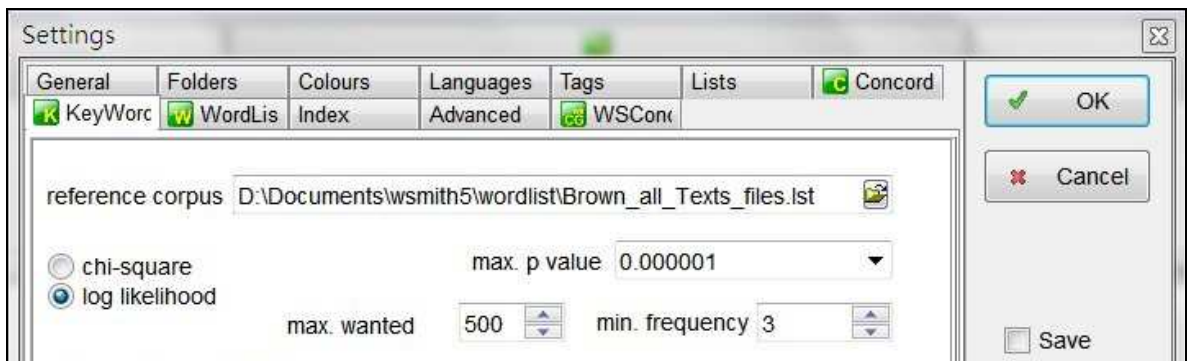 Settings
General Folders Colours Languages Tags Lists C Concord
K KeyWorc W WordLis Index Advanced CG WSConc
OK
Cancel
reference corpus D:\Documents\wsmith5\wordlist\Brown_all_Texts_files.lst
chi-square max. p value 0.000001
log likelihood
max. wanted 500 min. frequency 3
Save